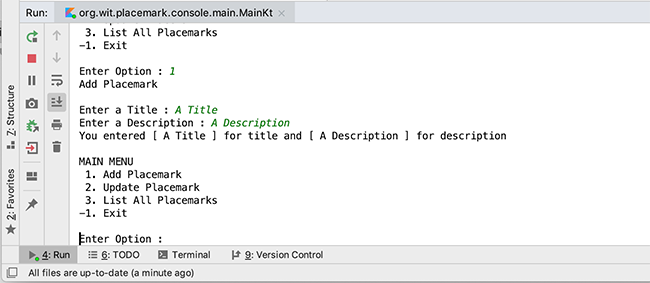 Run: org.wit.placemark.console.main.MainKt ×
3. List All Placemarks
-1. Exit
Enter Option : 1
Add Placemark
Enter a Title : A Title
Enter a Description : A Description
You entered [ A Title ] for title and [ A Description ] for description
MAIN MENU
1. Add Placemark
2. Update Placemark
3. List All Placemarks
-1. Exit
Enter Option :
7: Structure
2: Favorites
4: Run 6: TODO Terminal 9: Version Control
All files are up-to-date (a minute ago)